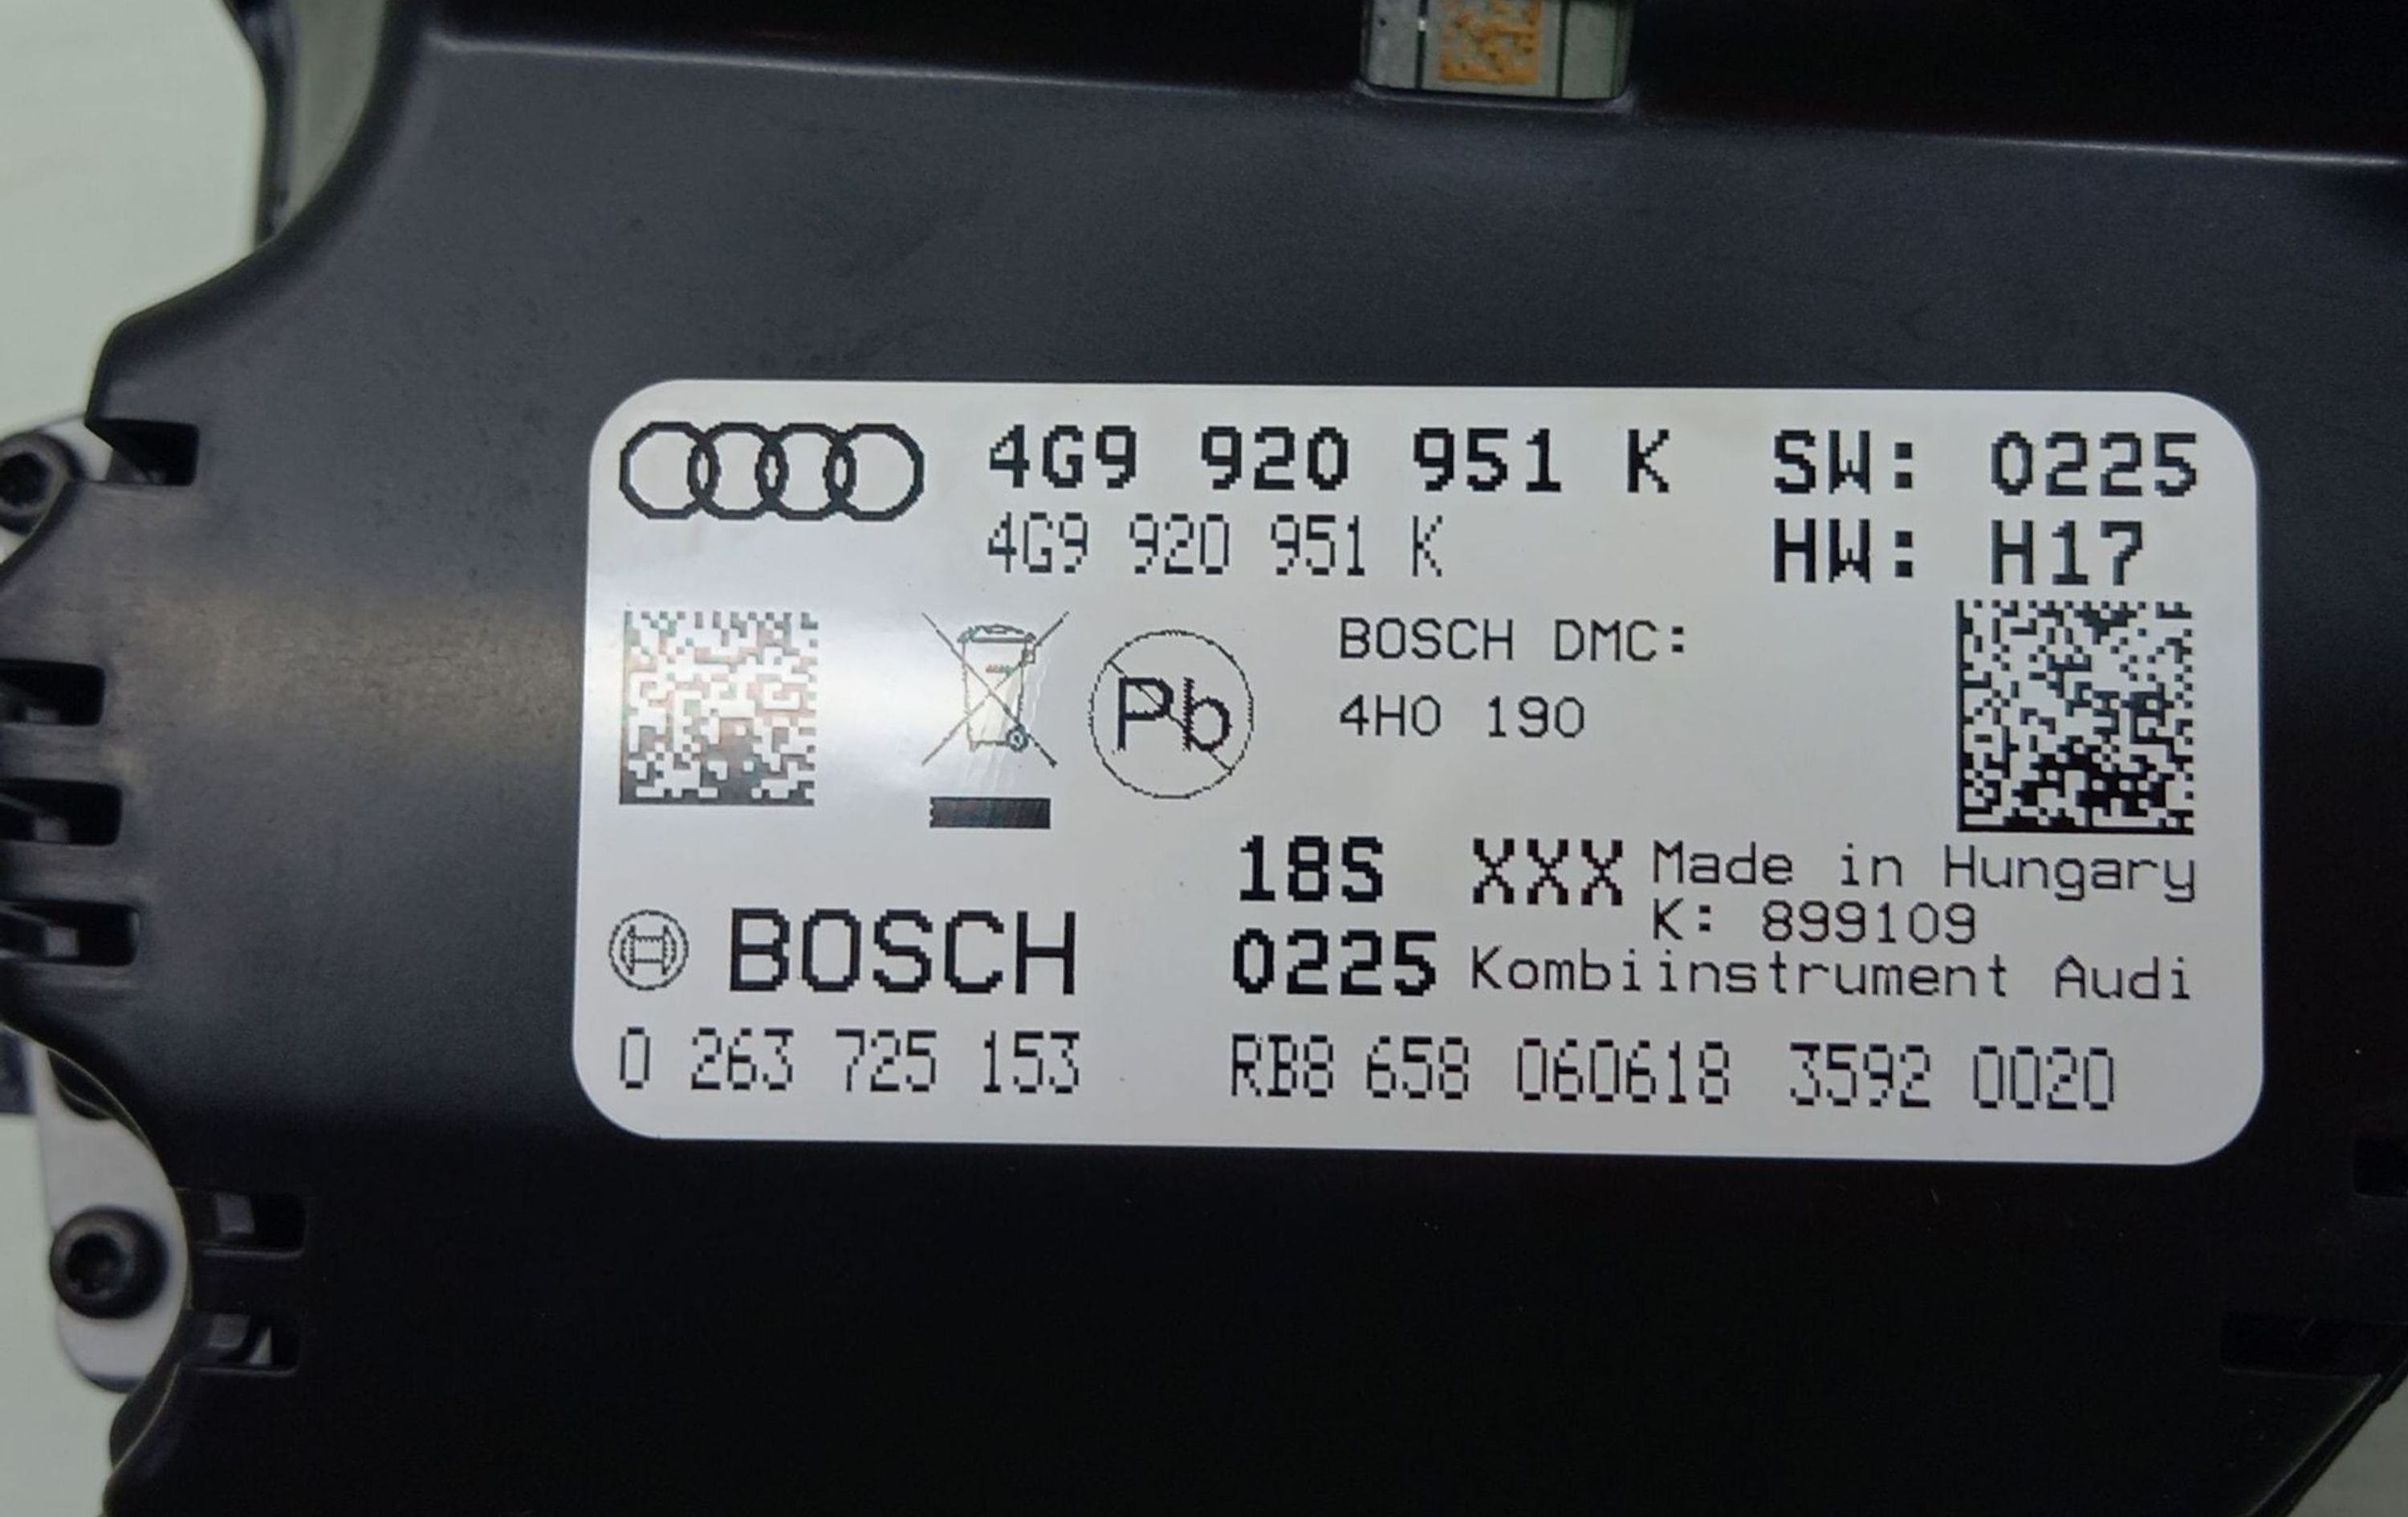 4G9 920 951 K SW: 0225
4G9 920 951 K HW: H17
Pb
BOSCH DMC:
4H0 190
18S XXX Made in Hungary
K: 899109
BOSCH 0225 Kombiinstrument Audi
0 263 725 153 RB8 658 060618 3592 0020